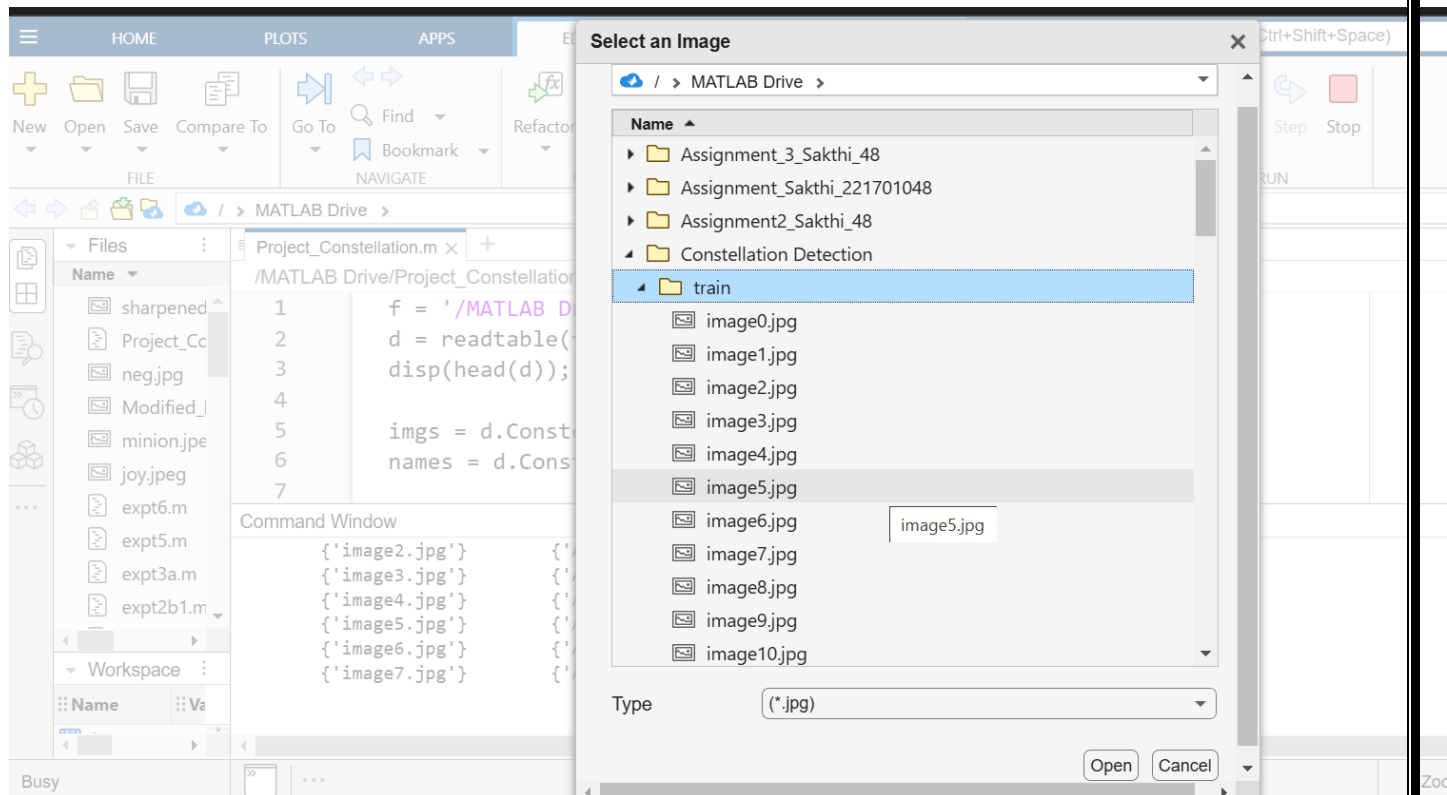 HOME PLOTS APPS
Ctrl+Shift+Space)
New Open Save Compare To Go To Find Bookmark Refactor Step Stop
FILE NAVIGATE RUN
/ > MATLAB Drive >
Files
Name
sharpened
Project_Co
neg.jpg
Modified_
minion.jpe
joy.jpeg
expt6.m
expt5.m
expt3a.m
expt2b1.m
Workspace
Name Va
Project_Constellation.m
/MATLAB Drive/Project_Constellation
1 f = '/MATLAB D
2 d = readtable(
3 disp(head(d));
4
5 imgs = d.Conste
6 names = d.Cons
7
Command Window
{'image2.jpg'} {'
{'image3.jpg'} {'
{'image4.jpg'} {'
{'image5.jpg'} {'
{'image6.jpg'} {'
{'image7.jpg'} {'
Select an Image
/ > MATLAB Drive >
Name
Assignment_3_Sakthi_48
Assignment_Sakthi_221701048
Assignment2_Sakthi_48
Constellation Detection
train
image0.jpg
image1.jpg
image2.jpg
image3.jpg
image4.jpg
image5.jpg
image6.jpg
image5.jpg
image7.jpg
image8.jpg
image9.jpg
image10.jpg
Type (*.jpg)
Open Cancel
Busy
Zoo